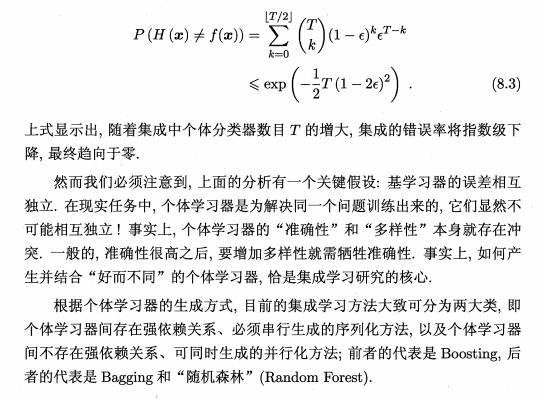 P (H (x) ≠ f(x)) = ∑_{k=0}^{⌊T/2⌋} \binom{T}{k} (1 − ϵ)^k ϵ^{T−k}
⩽ exp ( −\frac{1}{2} T (1 − 2ϵ)^2 ) . (8.3)
上式显示出, 随着集成中个体分类器数目 T 的增大, 集成的错误率将指数级下
降, 最终趋向于零.
然而我们必须注意到, 上面的分析有一个关键假设: 基学习器的误差相互
独立. 在现实任务中, 个体学习器是为解决同一个问题训练出来的, 它们显然不
可能相互独立！事实上, 个体学习器的“准确性”和“多样性”本身就存在冲
突. 一般的, 准确性很高之后, 要增加多样性就需牺牲准确性. 事实上, 如何产
生并结合“好而不同”的个体学习器, 恰是集成学习研究的核心.
根据个体学习器的生成方式, 目前的集成学习方法大致可分为两大类, 即
个体学习器间存在强依赖关系、必须串行生成的序列化方法, 以及个体学习器
间不存在强依赖关系、可同时生成的并行化方法; 前者的代表是 Boosting, 后
者的代表是 Bagging 和“随机森林”(Random Forest).